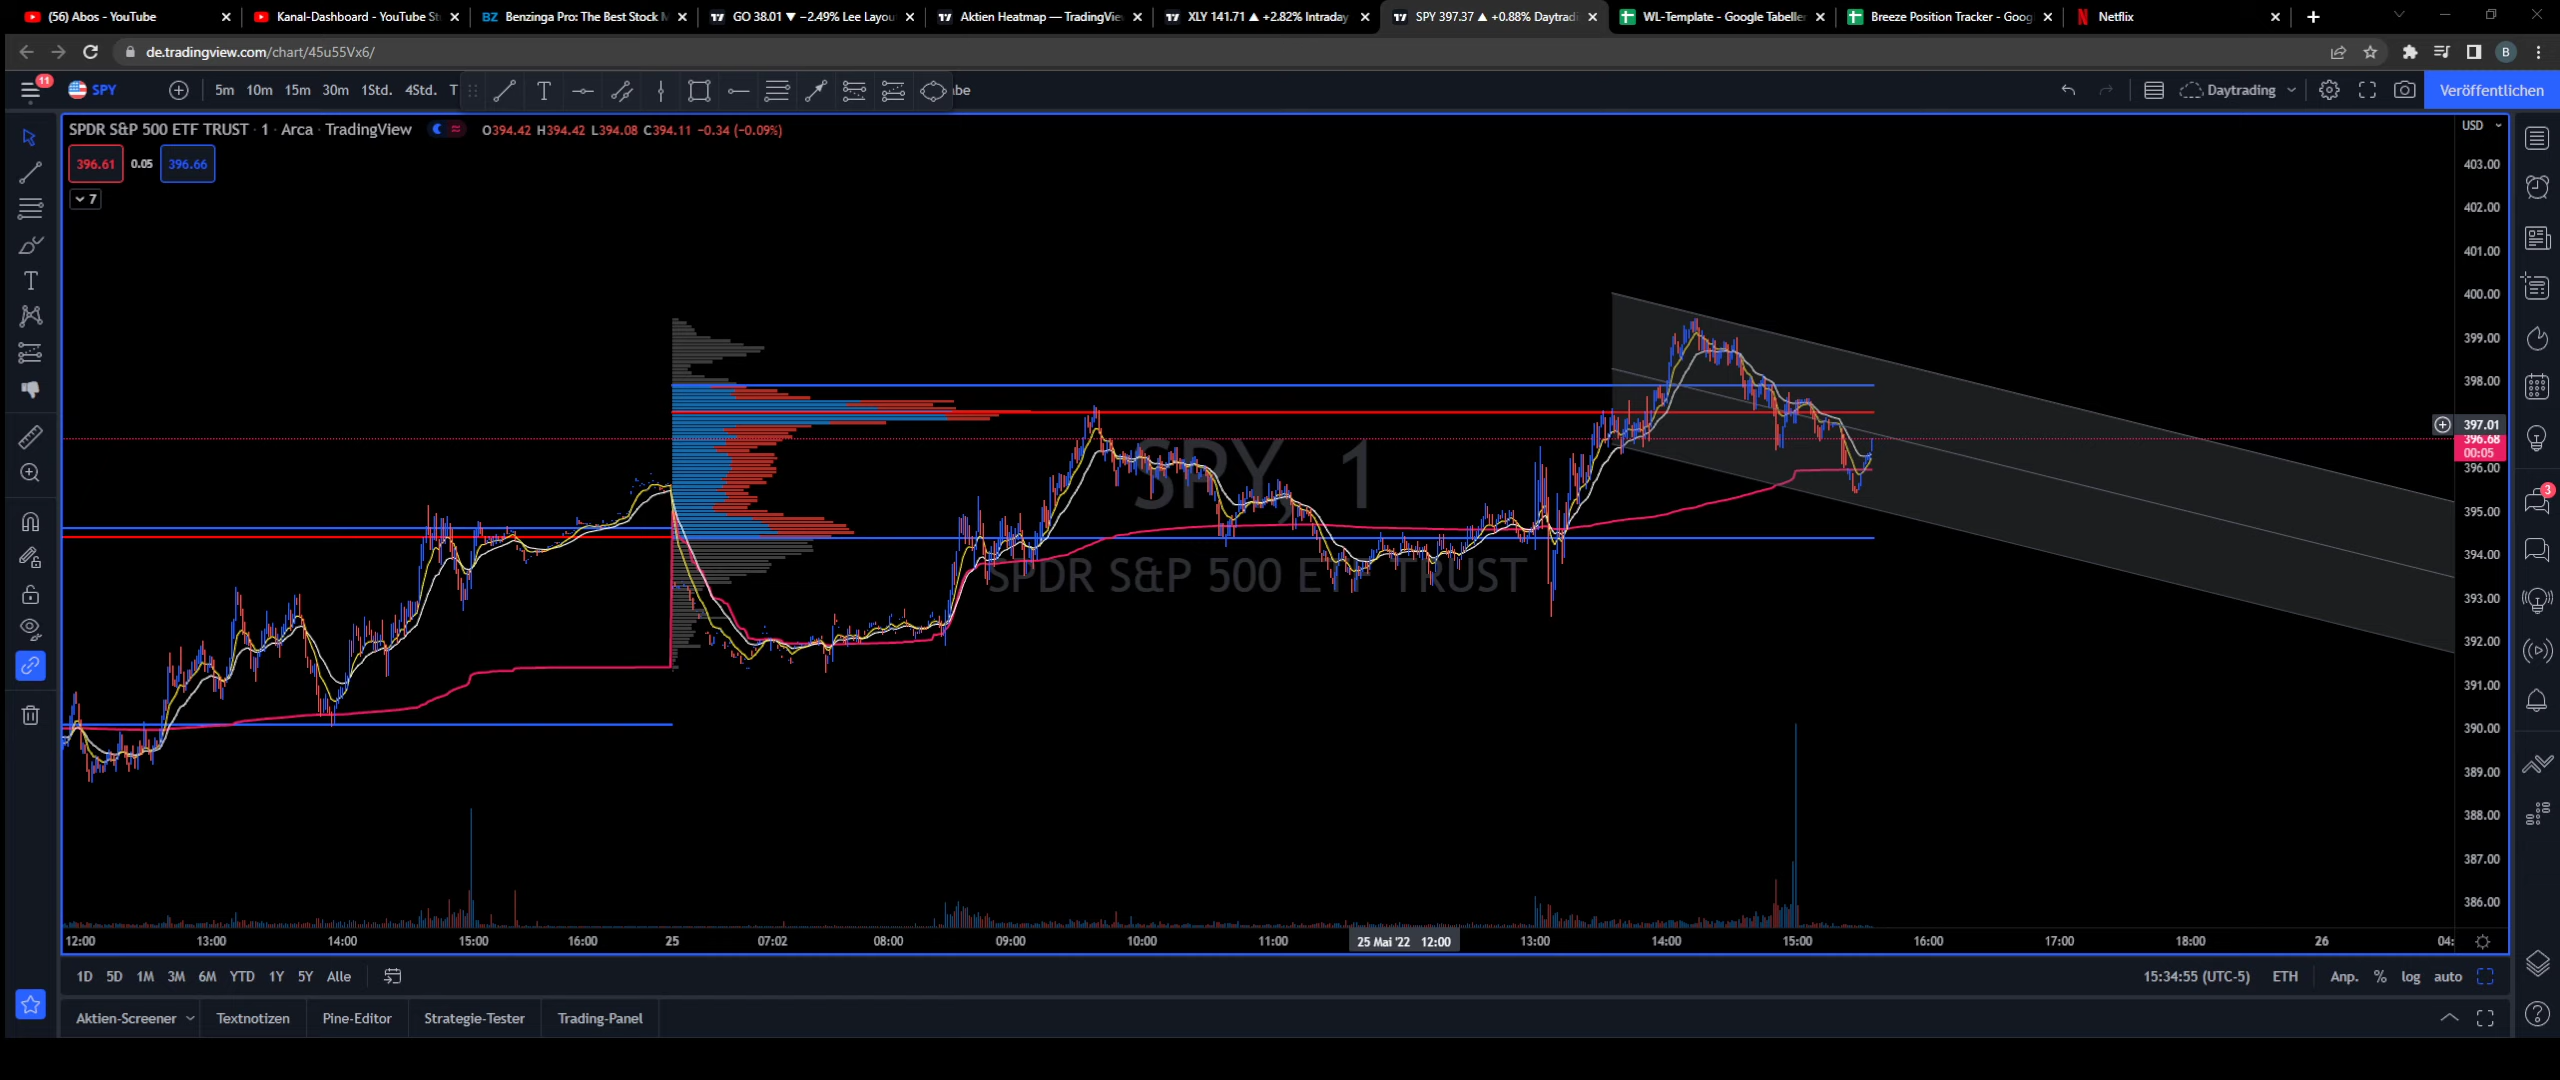 (56) Abos - YouTube
Kanal-Dashboard - YouTube St
Benzinga Pro: The Best Stock M
GO 38.01 ▼ −2.49% Lee Layou
Aktien Heatmap — TradingVie
XLY 141.71 ▲ +2.82% Intraday
SPY 397.37 ▲ +0.88% Daytradi
WL-Template - Google Tabeller
Breeze Position Tracker - Goog
Netflix
de.tradingview.com/chart/45u55Vx6/
B
11
SPY
5m 10m 15m 30m 1Std. 4Std. T
be
Daytrading
Veröffentlichen
SPDR S&P 500 ETF TRUST · 1 · Arca · TradingView
O394.42 H394.42 L394.08 C394.11 −0.34 (−0.09%)
USD
396.61 0.05 396.66
7
403.00
402.00
401.00
400.00
399.00
398.00
397.01
396.68
00:05
396.00
395.00
394.00
393.00
392.00
391.00
390.00
389.00
388.00
387.00
386.00
3
SPY, 1
SPDR S&P 500 ETF TRUST
12:00 13:00 14:00 15:00 16:00 25 07:02 08:00 09:00 10:00 11:00 25 Mai '22 12:00 13:00 14:00 15:00 16:00 17:00 18:00 26 04:
1D 5D 1M 3M 6M YTD 1Y 5Y Alle
15:34:55 (UTC-5) ETH Anp. % log auto
Aktien-Screener Textnotizen Pine-Editor Strategie-Tester Trading-Panel